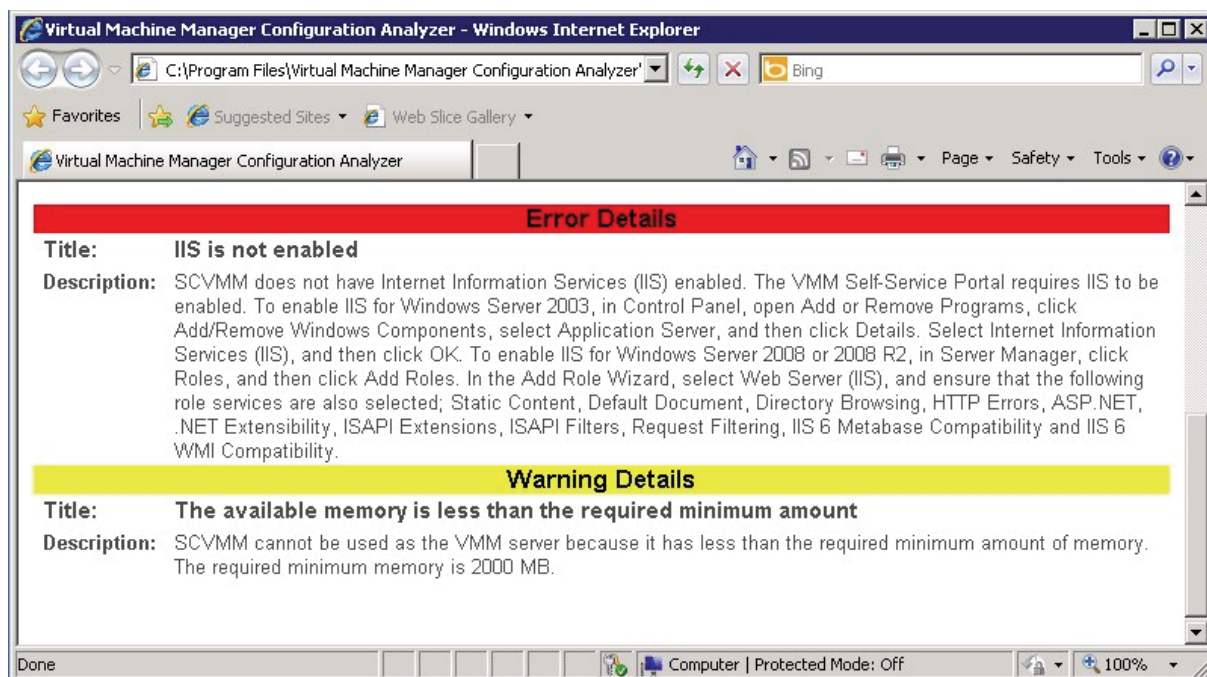 Virtual Machine Manager Configuration Analyzer - Windows Internet Explorer
C:\Program Files\Virtual Machine Manager Configuration Analyzer'
Bing
Favorites
Suggested Sites
Web Slice Gallery
Virtual Machine Manager Configuration Analyzer
Page
Safety
Tools
Error Details
Title: IIS is not enabled
Description: SCVMM does not have Internet Information Services (IIS) enabled. The VMM Self-Service Portal requires IIS to be
enabled. To enable IIS for Windows Server 2003, in Control Panel, open Add or Remove Programs, click
Add/Remove Windows Components, select Application Server, and then click Details. Select Internet Information
Services (IIS), and then click OK. To enable IIS for Windows Server 2008 or 2008 R2, in Server Manager, click
Roles, and then click Add Roles. In the Add Role Wizard, select Web Server (IIS), and ensure that the following
role services are also selected; Static Content, Default Document, Directory Browsing, HTTP Errors, ASP.NET,
.NET Extensibility, ISAPI Extensions, ISAPI Filters, Request Filtering, IIS 6 Metabase Compatibility and IIS 6
WMI Compatibility.
Warning Details
Title: The available memory is less than the required minimum amount
Description: SCVMM cannot be used as the VMM server because it has less than the required minimum amount of memory.
The required minimum memory is 2000 MB.
Done
Computer | Protected Mode: Off
100%